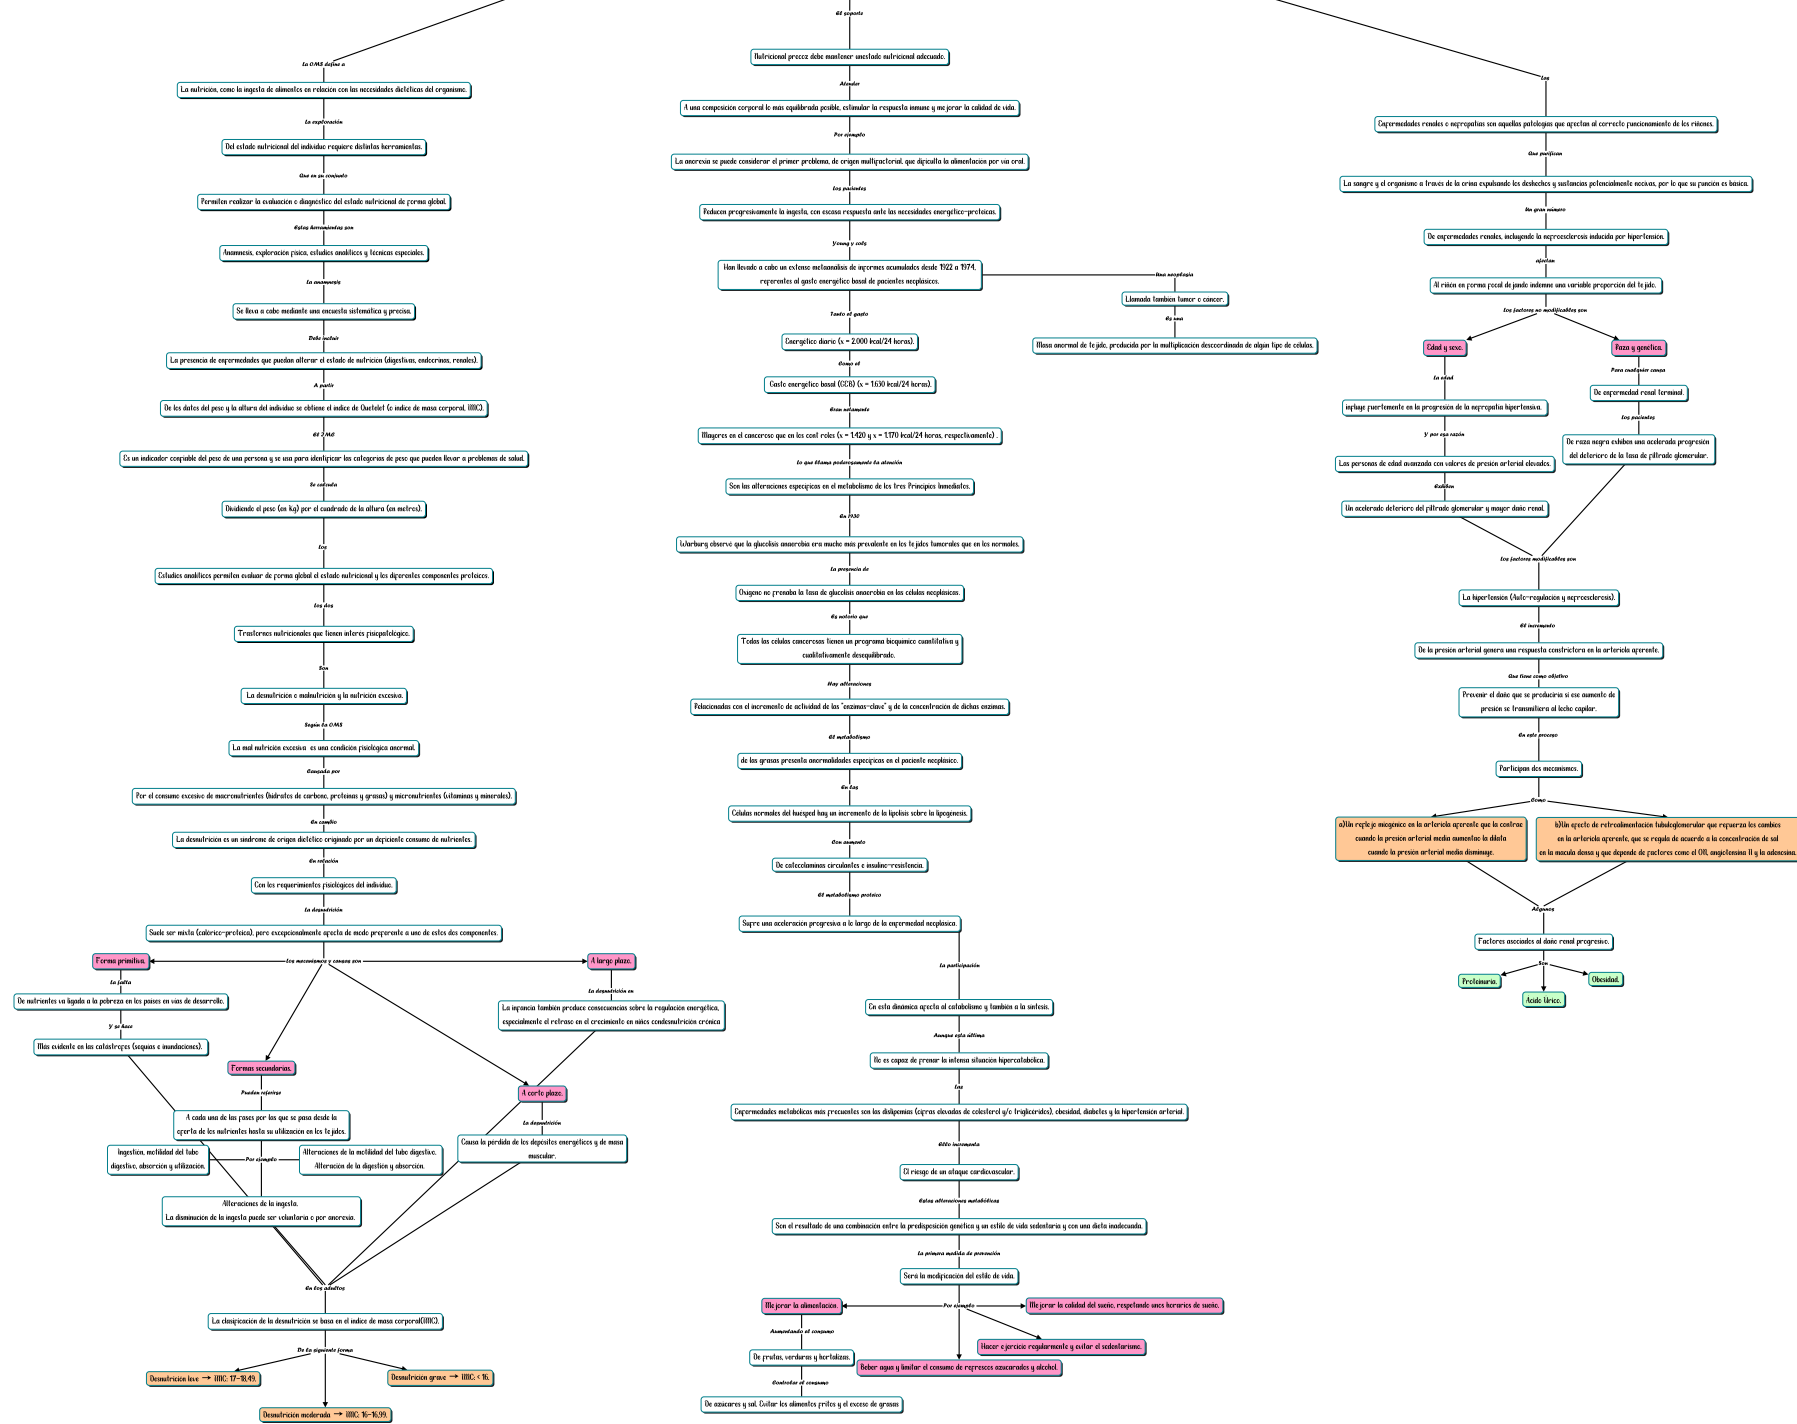 La OMS define a
La nutrición, como la ingesta de alimentos en relación con las necesidades dietéticas del organismo.
La exploración
Del estado nutricional del individuo requiere distintas herramientas.
Que en su conjunto
Permiten realizar la evaluación o diagnóstico del estado nutricional de forma global.
Estas herramientas son
Anamnesis, exploración física, estudios analíticos y técnicas especiales.
La anamnesis
Se lleva a cabo mediante una encuesta sistemática y precisa.
Debe incluir
La presencia de enfermedades que puedan alterar el estado de nutrición (digestivas, endocrinas, renales).
A partir
De los datos del peso y la altura del individuo se obtiene el índice de Quetelet (o índice de masa corporal, IMC).
El IMC
Es un indicador confiable del peso de una persona y se usa para identificar las categorías de peso que pueden llevar a problemas de salud.
Se calcula
Dividiendo el peso (en Kg) por el cuadrado de la altura (en metros).
Los
Estudios analíticos permiten evaluar de forma global el estado nutricional y los diferentes componentes proteicos.
Los dos
Trastornos nutricionales que tienen interés fisiopatológico.
Son
La desnutrición o malnutrición y la nutrición excesiva.
Según la OMS
La mal nutrición excesiva es una condición fisiológica anormal.
Causada por
Por el consumo excesivo de macronutrientes (hidratos de carbono, proteínas y grasas) y micronutrientes (vitaminas y minerales).
En cambio
La desnutrición es un síndrome de origen dietético originado por un deficiente consumo de nutrientes.
En relación
Con los requerimientos fisiológicos del individuo.
La desnutrición
Suele ser mixta (calórico-proteica), pero excepcionalmente afecta de modo preferente a uno de estos dos componentes.
Los mecanismos y causas son
Forma primitiva.
La falta
De nutrientes va ligada a la pobreza en los países en vías de desarrollo.
Y se hace
Más evidente en las catástrofes (sequías e inundaciones).
Formas secundarias.
Pueden referirse
A cada una de las fases por las que se pasa desde la
oferta de los nutrientes hasta su utilización en los tejidos.
Por ejemplo
Ingestión, motilidad del tubo
digestivo, absorción y utilización.
Alteraciones de la motilidad del tubo digestivo.
Alteración de la digestión y absorción.
Alteraciones de la ingesta.
La disminución de la ingesta puede ser voluntaria o por anorexia.
A largo plazo.
La desnutrición en
La infancia también produce consecuencias sobre la regulación energética,
especialmente el retraso en el crecimiento en niños condesnutrición crónica
A corto plazo.
La desnutrición
Causa la pérdida de los depósitos energéticos y de masa
muscular.
En los adultos
La clasificación de la desnutrición se basa en el índice de masa corporal(IMC).
De la siguiente forma
Desnutrición leve → IMC: 17-18,49.
Desnutrición moderada → IMC: 16-16,99.
Desnutrición grave → IMC: < 16.
El soporte
Nutricional precoz debe mantener unestado nutricional adecuado.
Atender
A una composición corporal lo más equilibrada posible, estimular la respuesta inmune y mejorar la calidad de vida.
Por ejemplo
La anorexia se puede considerar el primer problema, de origen multifactorial, que dificulta la alimentación por vía oral.
Los pacientes
Reducen progresivamente la ingesta, con escasa respuesta ante las necesidades energético-proteicas.
Young y cols
Han llevado a cabo un extenso metaanálisis de informes acumulados desde 1922 a 1974,
referentes al gasto energético basal de pacientes neoplásicos.
Una neoplasia
Llamada también tumor o cáncer.
Es una
Masa anormal de tejido, producida por la multiplicación descoordinada de algún tipo de células.
Tanto el gasto
Energético diario (x = 2.000 kcal/24 horas).
Como el
Gasto energético basal (GEB) (x = 1.630 kcal/24 horas).
Eran netamente
Mayores en el canceroso que en los cont roles (x = 1.420 y x = 1.170 kcal/24 horas, respectivamente) .
Lo que llama poderosamente la atención
Son las alteraciones específicas en el metabolismo de los tres Principios Inmediatos.
En 1930
Warburg observó que la glucolisis anaerobia era mucho más prevalente en los tejidos tumorales que en los normales.
La presencia de
Oxígeno no frenaba la tasa de glucolisis anaerobia en las células neoplásicas.
Es notorio que
Todas las células cancerosas tienen un programa bioquímico cuantitativa y
cualitativamente desequilibrado.
Hay alteraciones
Relacionadas con el incremento de actividad de las "enzimas-clave" y de la concentración de dichas enzimas.
El metabolismo
de las grasas presenta anormalidades específicas en el paciente neoplásico.
En las
Células normales del huésped hay un incremento de la lipolisis sobre la lipogénesis.
Con aumento
De catecolaminas circulantes e insulino-resistencia.
El metabolismo proteico
Sufre una aceleración progresiva a lo largo de la enfermedad neoplásica.
La participación
En esta dinámica afecta al catabolismo y también a la síntesis.
Aunque esta última
No es capaz de frenar la intensa situación hipercatabólica.
Las
Enfermedades metabólicas más frecuentes son las dislipemias (cifras elevadas de colesterol y/o triglicéridos), obesidad, diabetes y la hipertensión arterial.
Ello incrementa
El riesgo de un ataque cardiovascular.
Estas alteraciones metabólicas
Son el resultado de una combinación entre la predisposición genética y un estilo de vida sedentaria y con una dieta inadecuada.
La primera medida de prevención
Será la modificación del estilo de vida.
Por ejemplo
Mejorar la alimentación.
Aumentando el consumo
De frutas, verduras y hortalizas.
Controlar el consumo
De azúcares y sal. Evitar los alimentos fritos y el exceso de grasas
Mejorar la calidad del sueño, respetando unos horarios de sueño.
Hacer ejercicio regularmente y evitar el sedentarismo.
Beber agua y limitar el consumo de refrescos azucarados y alcohol.
Las
Enfermedades renales o nefropatías son aquellas patologías que afectan al correcto funcionamiento de los riñones.
Que purifican
La sangre y el organismo a través de la orina expulsando los deshechos y sustancias potencialmente nocivas, por lo que su función es básica.
Un gran número
De enfermedades renales, incluyendo la nefroesclerosis inducida por hipertensión.
afectan
Al riñón en forma focal dejando indemne una variable proporción del tejido.
Los factores no modificables son
Edad y sexo.
La edad
influye fuertemente en la progresión de la nefropatía hipertensiva.
Y por esa razón
Las personas de edad avanzada con valores de presión arterial elevados.
Exhiben
Un acelerado deterioro del filtrado glomerular y mayor daño renal.
Raza y genética.
Para cualquier causa
De enfermedad renal terminal.
Los pacientes
De raza negra exhiben una acelerada progresión
del deterioro de la tasa de filtrado glomerular.
Los factores modificables son
La hipertensión (Auto-regulación y nefroesclerosis).
El incremento
De la presión arterial genera una respuesta constrictora en la arteriola aferente.
Que tiene como objetivo
Prevenir el daño que se produciría si ese aumento de
presión se transmitiera al lecho capilar.
En este proceso
Participan dos mecanismos.
Como
a)Un reflejo miogénico en la arteriola aferente que la contrae
cuando la presión arterial media aumentao la dilata
cuando la presión arterial media disminuye.
b)Un efecto de retroalimentación tubuloglomerular que refuerza los cambios
en la arteriola aferente, que se regula de acuerdo a la concentración de sal
en la mácula densa y que depende de factores como el OXI, angiotensina II y la adenosina.
Algunos
Factores asociados al daño renal progresivo.
Son
Proteinuria.
Acido Urico.
Obesidad.